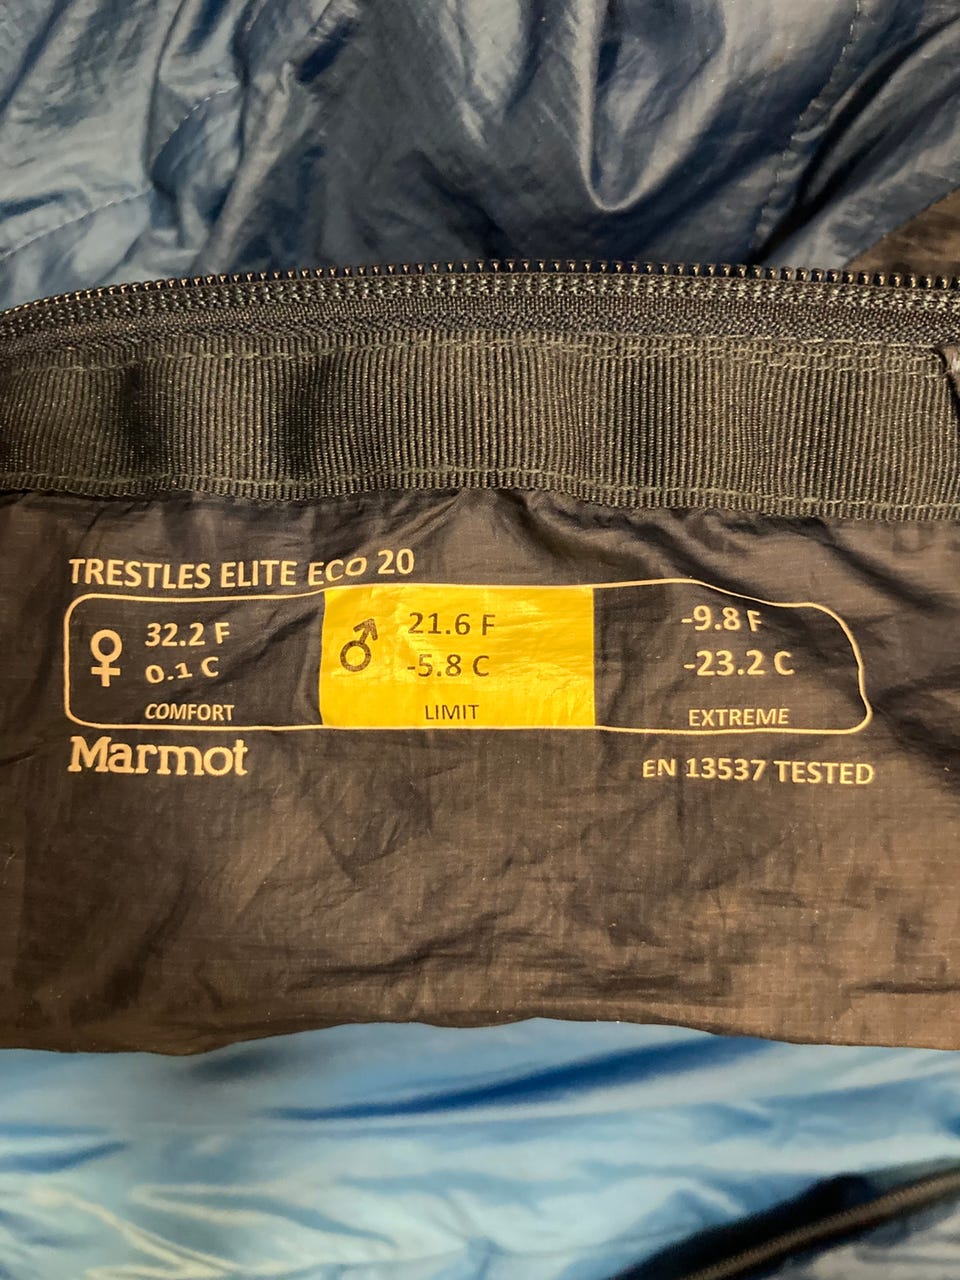 TRESTLES ELITE ECO 20
♀ 32.2 F ♂ 21.6 F -9.8 F
0.1 C -5.8 C -23.2 C
COMFORT LIMIT EXTREME
Marmot EN 13537 TESTED